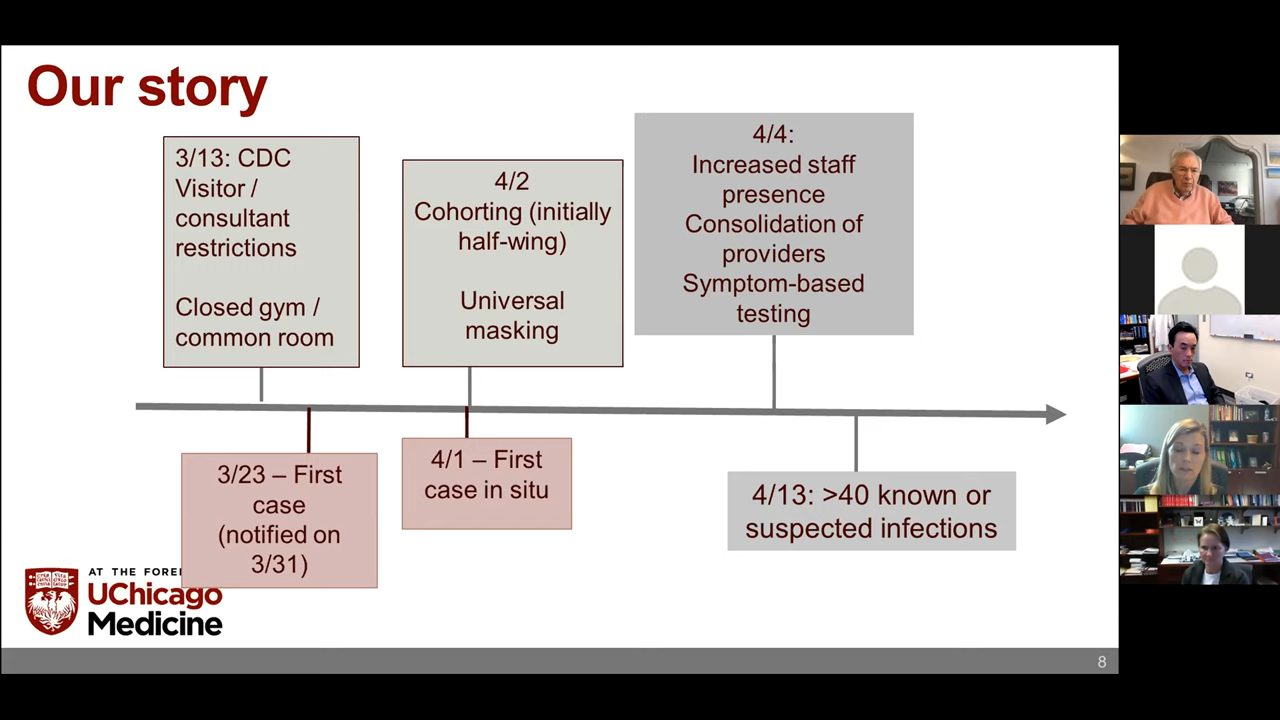 Our story
3/13: CDC
Visitor /
consultant
restrictions
Closed gym /
common room
4/2
Cohorting (initially
half-wing)
Universal
masking
4/4:
Increased staff
presence
Consolidation of
providers
Symptom-based
testing
3/23 – First
case
(notified on
3/31)
4/1 – First
case in situ
4/13: >40 known or
suspected infections
AT THE FORE
UChicago
Medicine
8